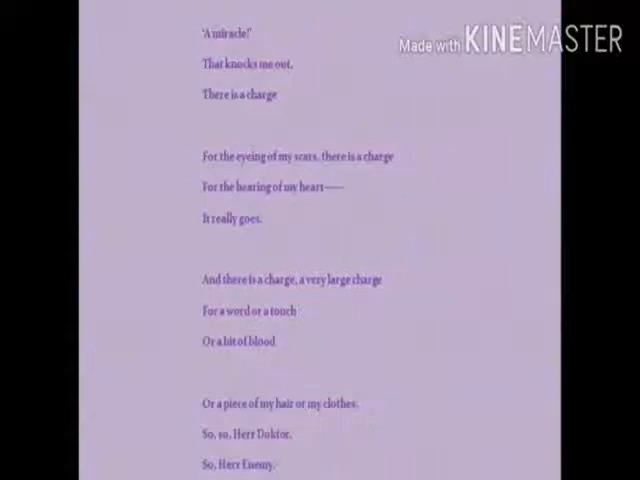 'A miracle!'
Made with KINEMASTER
That knocks me out.
There is a charge
For the eyeing of my scars, there is a charge
For the hearing of my heart——
It really goes.
And there is a charge, a very large charge
For a word or a touch
Or a bit of blood
Or a piece of my hair or my clothes.
So, so, Herr Doktor.
So, Herr Enemy.